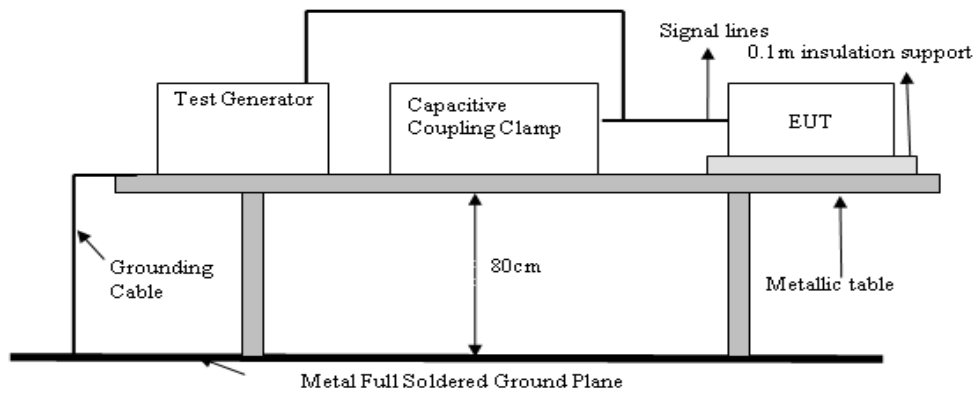 Signal lines
0.1m insulation support
Test Generator
Capacitive
Coupling Clamp
EUT
Grounding
Cable
80cm
Metallic table
Metal Full Soldered Ground Plane